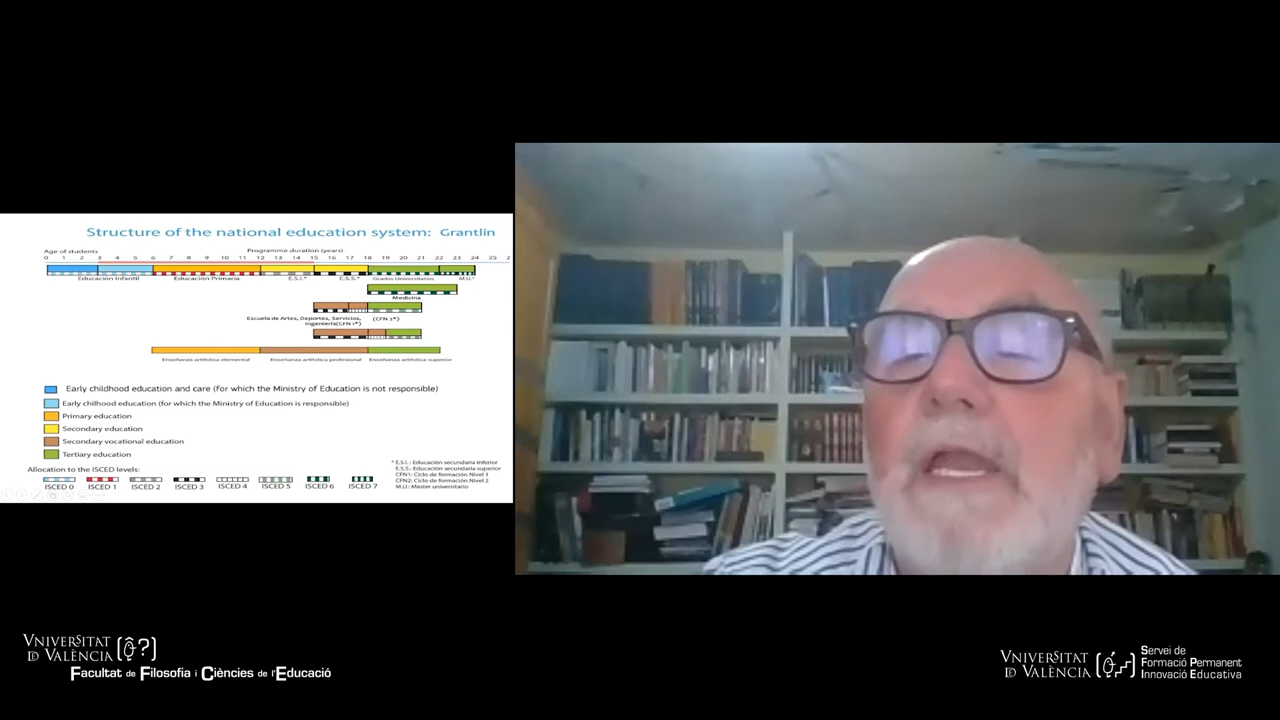 Structure of the national education system: Grantlin
Age of students
Programme duration (years)
0 1 2 3 4 5 6 7 8 9 10 11 12 13 14 15 16 17 18 19 20 21 22 23 24 25 2
Educación Infantil
Educación Primaria
E.S.I.*
E.S.S.*
Grados Universitarios
M.U.*
Medicina
Escuela de Artes, Deportes, Servicios,
Ingeniería(CFN 1*)
(CFN 2*)
Enseñanza artítistica elemental
Enseñanza artítistica profesional
Enseñanza artítistica superior
Early childhood education and care (for which the Ministry of Education is not responsible)
Early chilhood education (for which the Ministry of Education is responsible)
Primary education
Secondary education
Secondary vocational education
Tertiary education
Allocation to the ISCED levels:
ISCED 0 ISCED 1 ISCED 2 ISCED 3 ISCED 4 ISCED 5 ISCED 6 ISCED 7
* E.S.I.: Educación secundaria inferior
E.S.S.: Educación secundaria superior
CFN1: Ciclo de formación Nivel 1
CFN2: Ciclo de formación Nivel 2
M.U.: Máster universitario
VNIVERSITAT
ID VALÈNCIA
Facultat de Filosofia i Ciències de l'Educació
VNIVERSITAT
ID VALÈNCIA
Servei de
Formació Permanent
Innovació Educativa